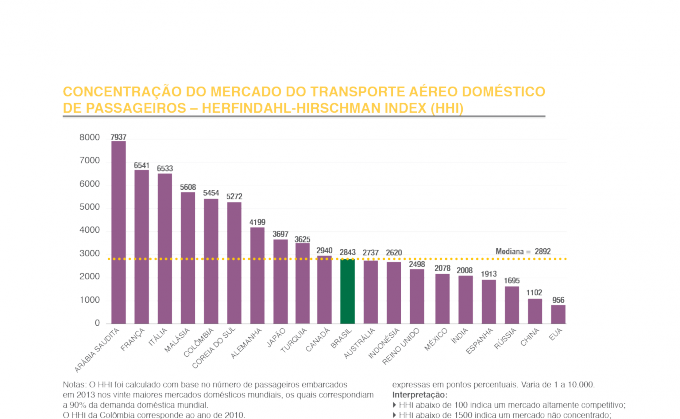 CONCENTRAÇÃO DO MERCADO DO TRANSPORTE AÉREO DOMÉSTICO
DE PASSAGEIROS – HERFINDAHL-HIRSCHMAN INDEX (HHI)
8000
7000
6000
5000
4000
3000
2000
1000
0
7937
6541
6533
5608
5454
5272
4199
3697
3625
2940
2843
2737
2620
2498
2078
2008
1913
1695
1102
956
Mediana = 2892
ARÁBIA SAUDITA
FRANÇA
ITÁLIA
MALÁSIA
COLÔMBIA
COREIA DO SUL
ALEMANHA
JAPÃO
TURQUIA
CANADÁ
BRASIL
AUSTRÁLIA
INDONÉSIA
REINO UNIDO
MÉXICO
ÍNDIA
ESPANHA
RÚSSIA
CHINA
EUA
Notas: O HHI foi calculado com base no número de passageiros embarcados
em 2013 nos vinte maiores mercados domésticos mundiais, os quais correspondiam
a 90% da demanda doméstica mundial.
O HHI da Colômbia corresponde ao ano de 2010.
expressas em pontos percentuais. Varia de 1 a 10.000.
Interpretação:
HHI abaixo de 100 indica um mercado altamente competitivo;
HHI abaixo de 1500 indica um mercado não concentrado;